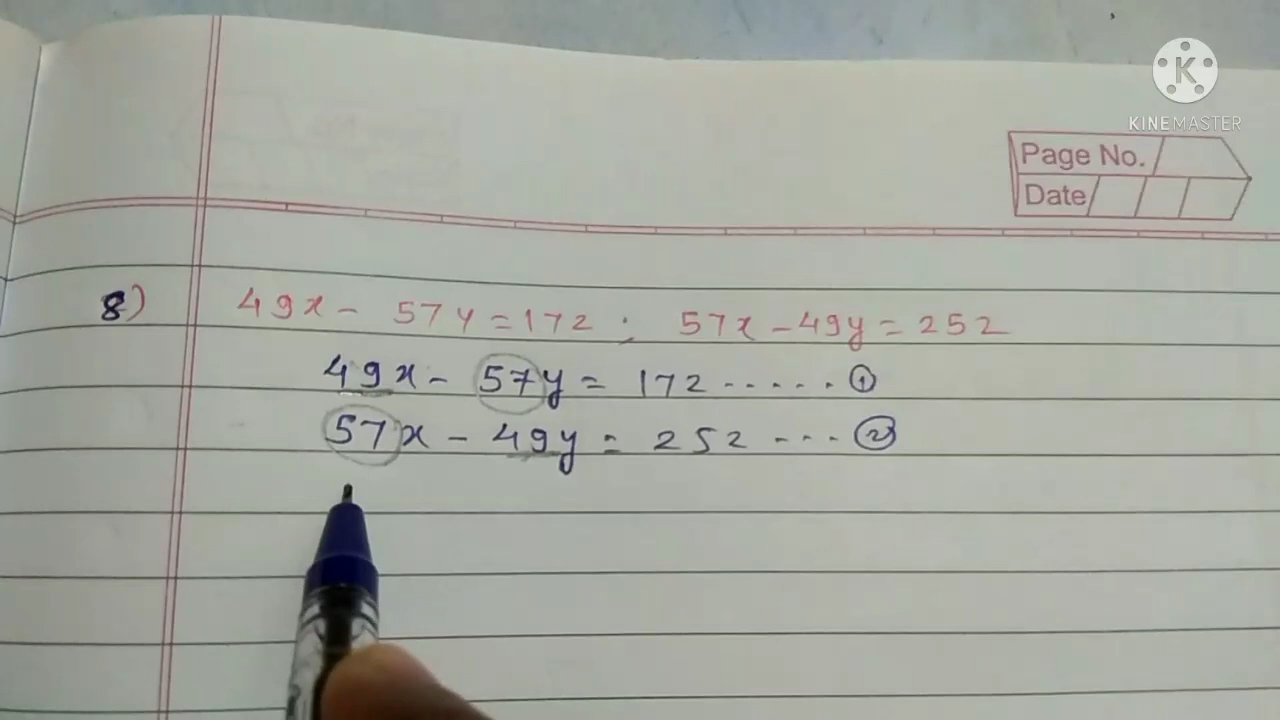 KINEMASTER
Page No.
Date
8) 49x - 57y = 172 ; 57x - 49y = 252
49x - 57y = 172 ..... ①
57x - 49y = 252 ... ②